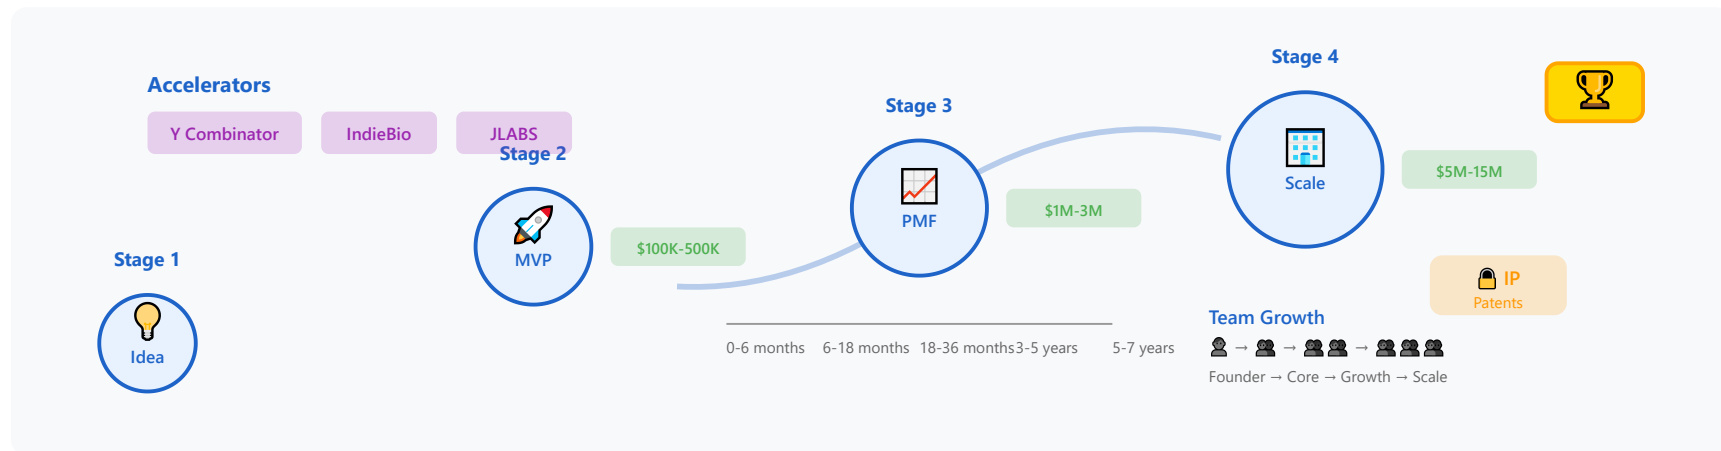 Accelerators
Y Combinator
IndieBio
JLABS
Stage 1
Idea
Stage 2
MVP
$100K-500K
Stage 3
PMF
$1M-3M
Stage 4
Scale
$5M-15M
IP
Patents
0-6 months
6-18 months
18-36 months
3-5 years
5-7 years
Team Growth
→ → →
Founder → Core → Growth → Scale